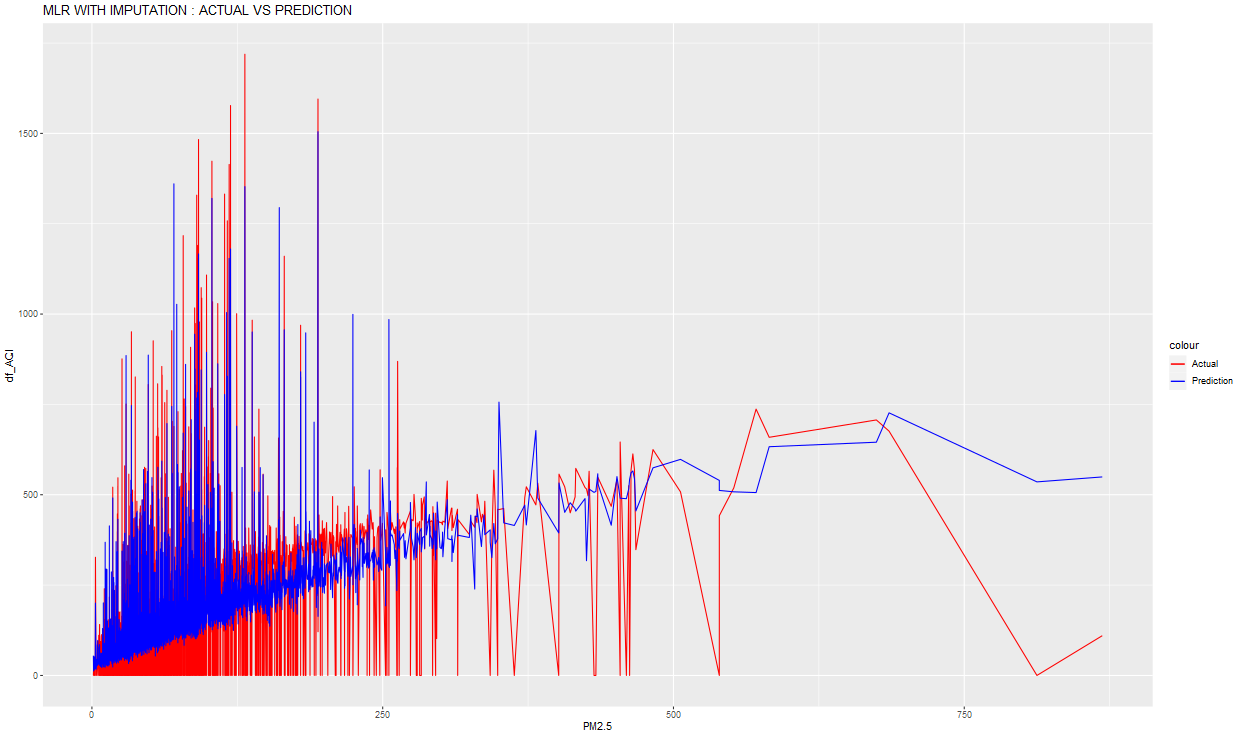 MLR WITH IMPUTATION : ACTUAL VS PREDICTION
1500
1000
500
0
df_AQI
0
250
500
750
PM2.5
colour
Actual
Prediction